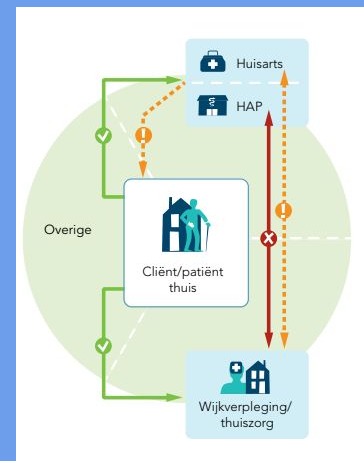 Huisarts
HAP
Overige
Cliënt/patiënt
thuis
Wijkverpleging/
thuiszorg